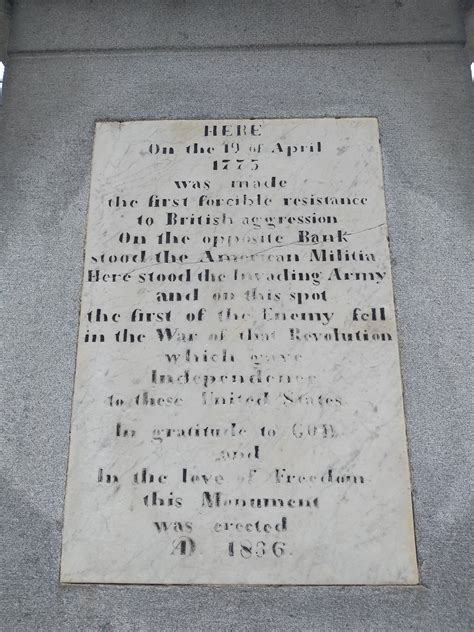 HERE
On the 19 of April
1775
was made
the first forcible resistance
to British aggression
On the opposite Bank
stood the American Militia
Here stood the Invading Army
and on this spot
the first of the Enemy fell
in the War of that Revolution
which gave
Independence
to these United States
In gratitude to GOD
and
In the love of Freedom
this Monument
was erected
AD. 1836.